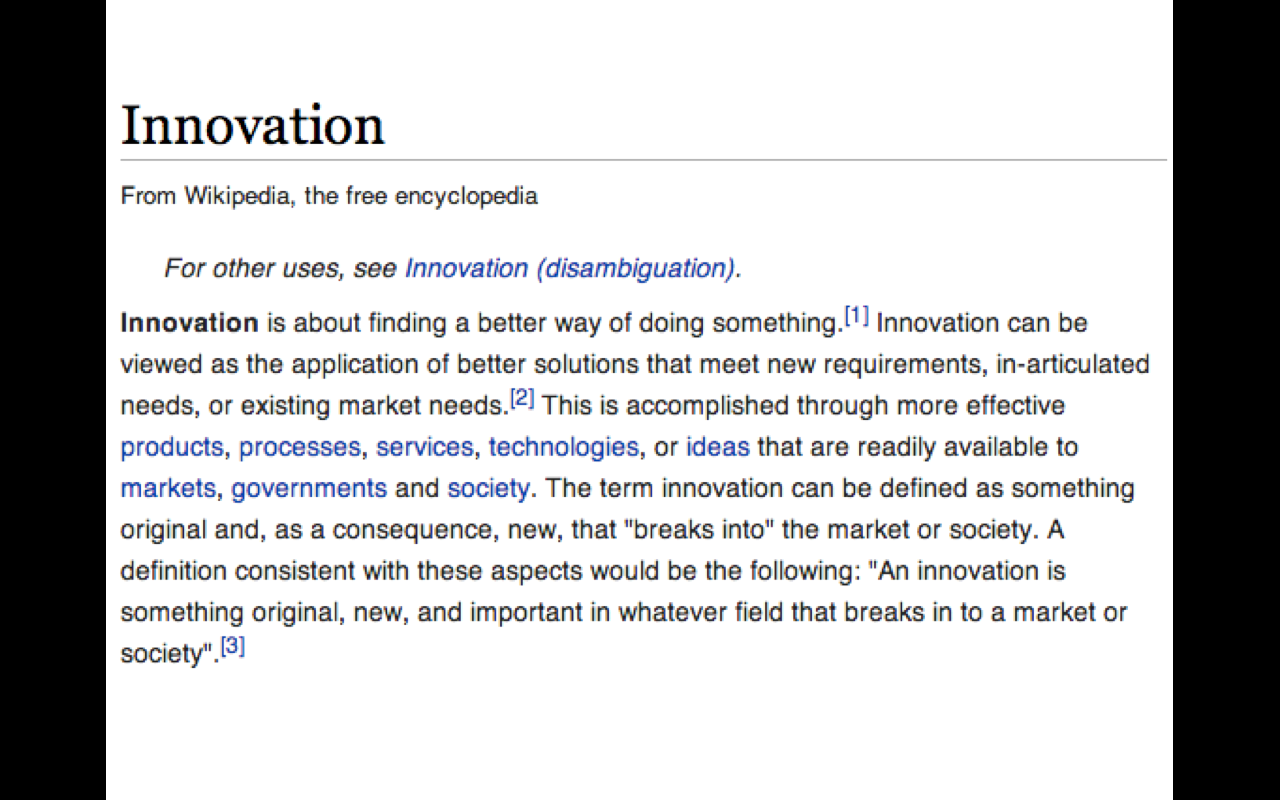 Innovation
From Wikipedia, the free encyclopedia
For other uses, see Innovation (disambiguation).
Innovation is about finding a better way of doing something.[1] Innovation can be
viewed as the application of better solutions that meet new requirements, in-articulated
needs, or existing market needs.[2] This is accomplished through more effective
products, processes, services, technologies, or ideas that are readily available to
markets, governments and society. The term innovation can be defined as something
original and, as a consequence, new, that "breaks into" the market or society. A
definition consistent with these aspects would be the following: "An innovation is
something original, new, and important in whatever field that breaks in to a market or
society".[3]